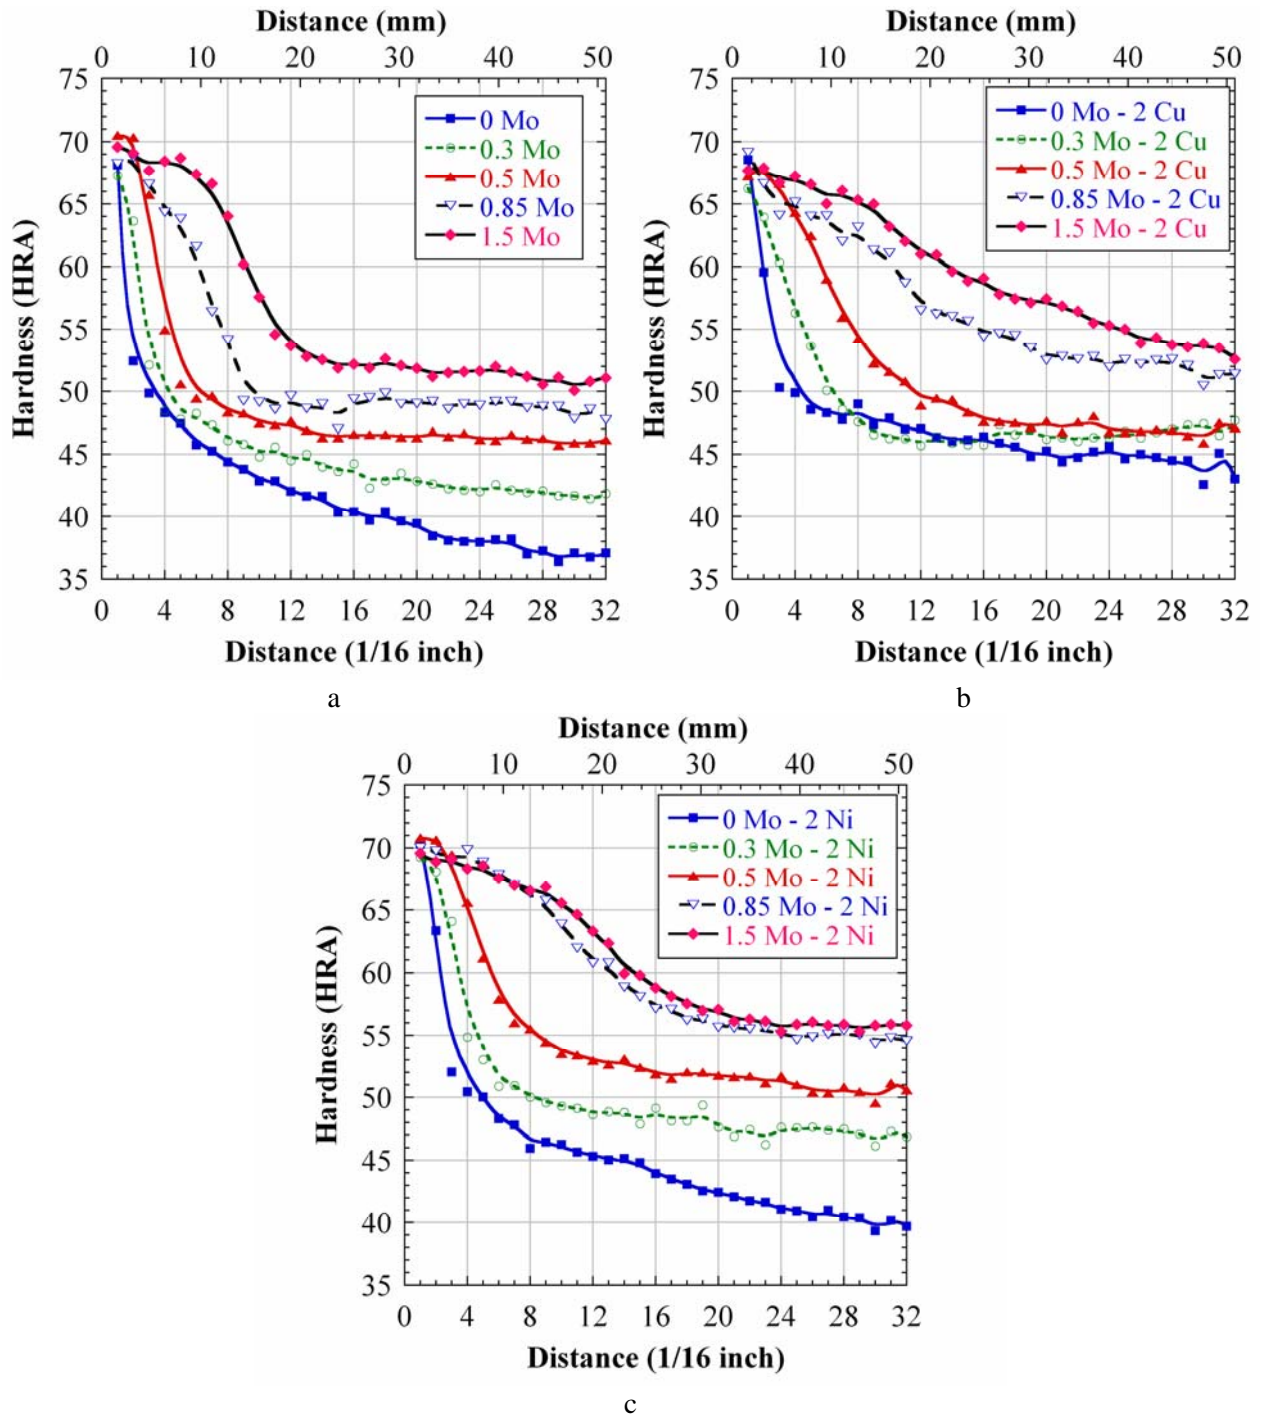 Distance (mm)
0 10 20 30 40 50
75
70
65
60
55
50
45
40
35
Hardness (HRA)
0 Mo
0.3 Mo
0.5 Mo
0.85 Mo
1.5 Mo
0 4 8 12 16 20 24 28 32
Distance (1/16 inch)
a
Distance (mm)
0 10 20 30 40 50
75
70
65
60
55
50
45
40
35
Hardness (HRA)
0 Mo - 2 Cu
0.3 Mo - 2 Cu
0.5 Mo - 2 Cu
0.85 Mo - 2 Cu
1.5 Mo - 2 Cu
0 4 8 12 16 20 24 28 32
Distance (1/16 inch)
b
Distance (mm)
0 10 20 30 40 50
75
70
65
60
55
50
45
40
35
Hardness (HRA)
0 Mo - 2 Ni
0.3 Mo - 2 Ni
0.5 Mo - 2 Ni
0.85 Mo - 2 Ni
1.5 Mo - 2 Ni
0 4 8 12 16 20 24 28 32
Distance (1/16 inch)
c